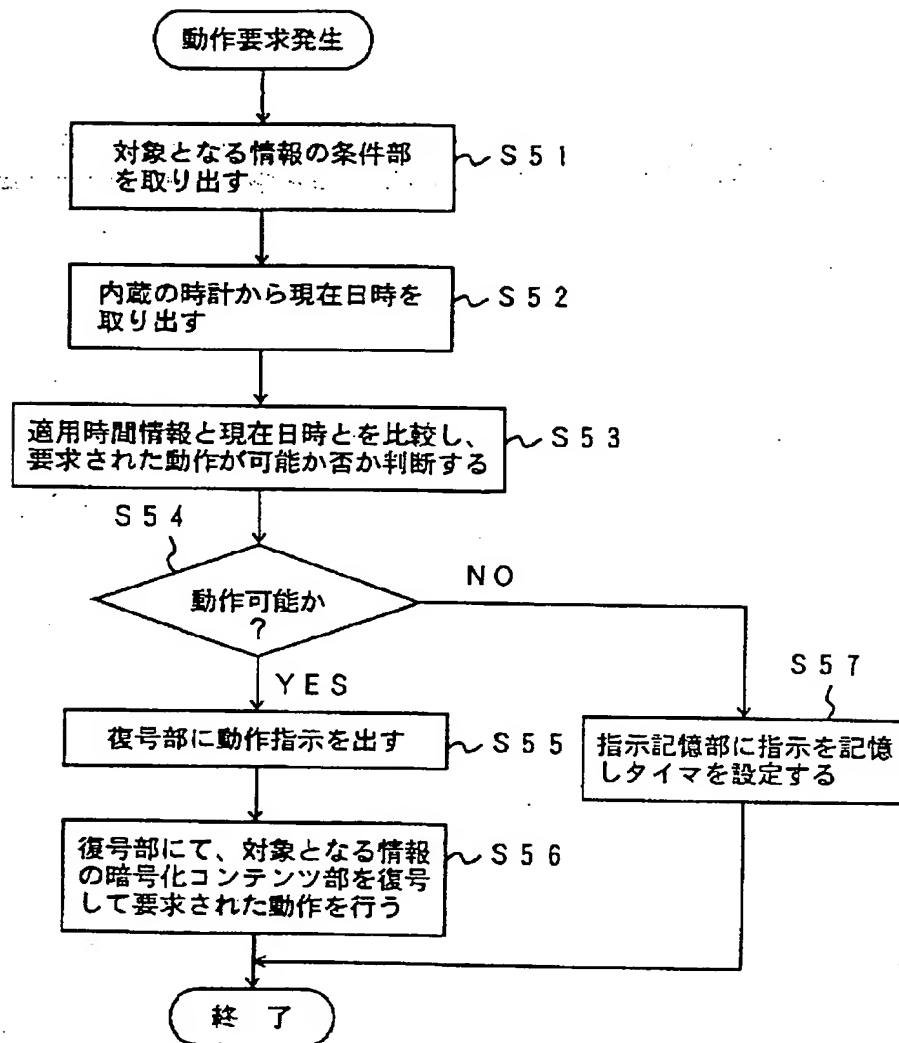 動作要求発生
対象となる情報の条件部
を取り出す
S51
内蔵の時計から現在日時を
取り出す
S52
適用時間情報と現在日時とを比較し、
要求された動作が可能か否か判断する
S53
S54
動作可能か
?
NO
YES
S57
復号部に動作指示を出す
S55
指示記憶部に指示を記憶
しタイマを設定する
復号部にて、対象となる情報
の暗号化コンテンツ部を復号
して要求された動作を行う
S56
終 了